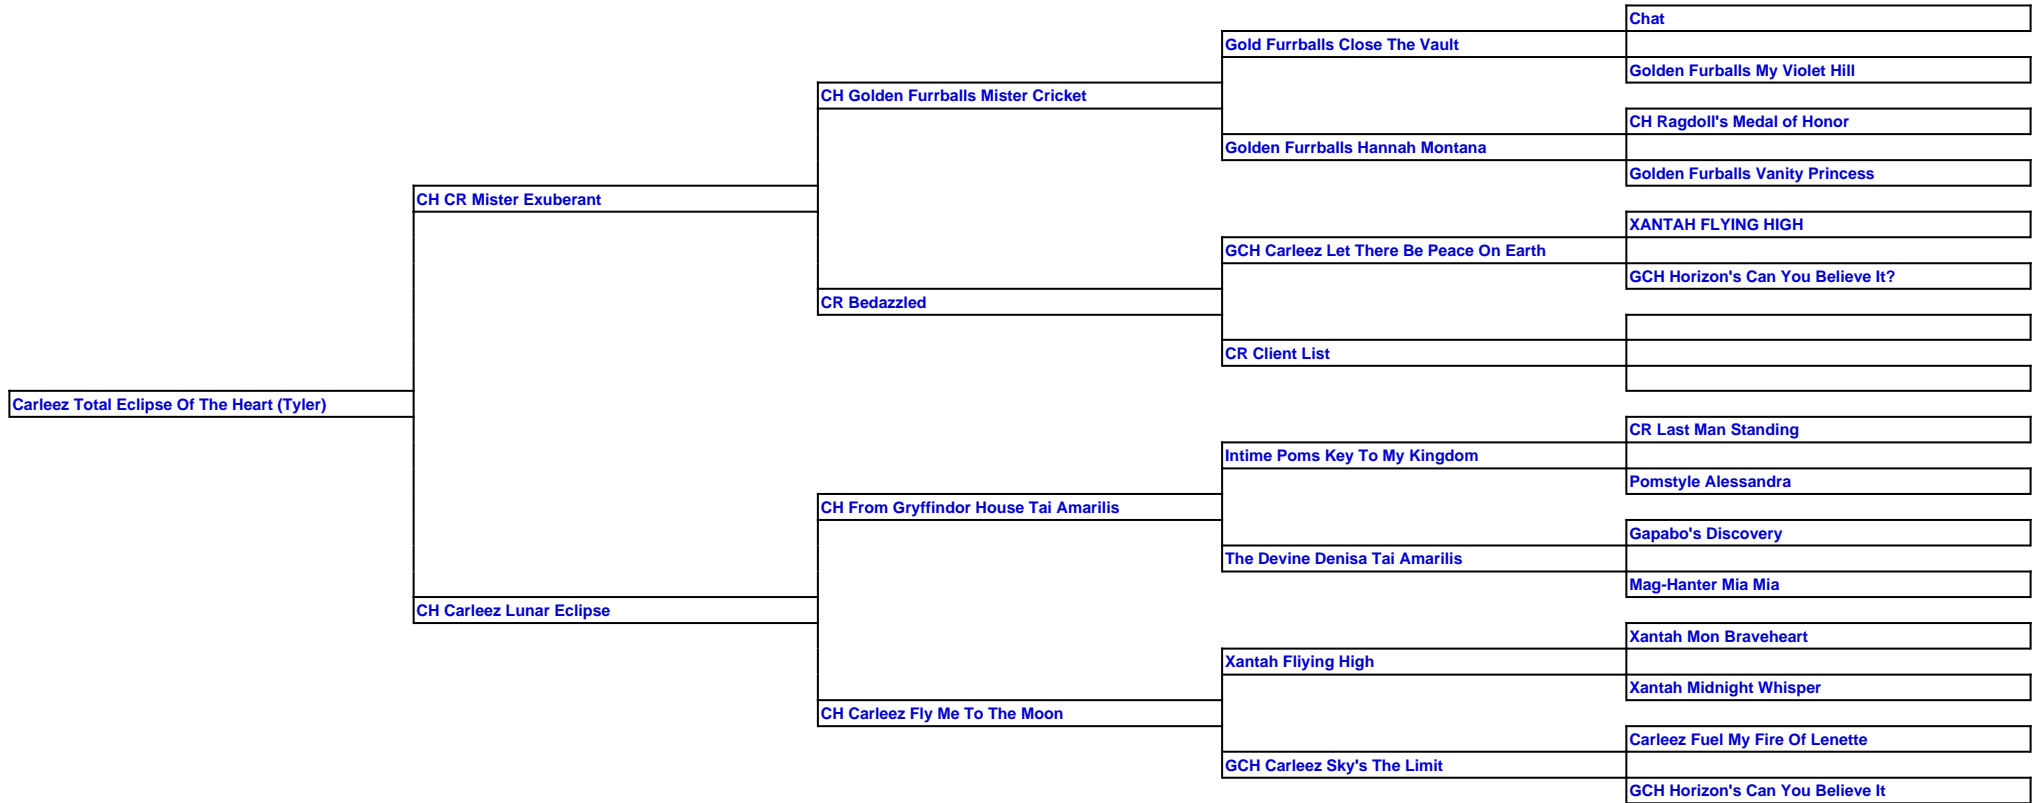 Chat
Gold Furrballs Close The Vault
Golden Furballs My Violet Hill
CH Golden Furrballs Mister Cricket
CH Ragdoll's Medal of Honor
Golden Furrballs Hannah Montana
Golden Furballs Vanity Princess
CH CR Mister Exuberant
XANTAH FLYING HIGH
GCH Carleez Let There Be Peace On Earth
GCH Horizon's Can You Believe It?
CR Bedazzled
CR Client List
Carleez Total Eclipse Of The Heart (Tyler)
CR Last Man Standing
Intime Poms Key To My Kingdom
Pomstyle Alessandra
CH From Gryffindor House Tai Amarilis
Gapabo's Discovery
The Devine Denisa Tai Amarilis
Mag-Hanter Mia Mia
CH Carleez Lunar Eclipse
Xantah Mon Braveheart
Xantah Fliying High
Xantah Midnight Whisper
CH Carleez Fly Me To The Moon
Carleez Fuel My Fire Of Lenette
GCH Carleez Sky's The Limit
GCH Horizon's Can You Believe It